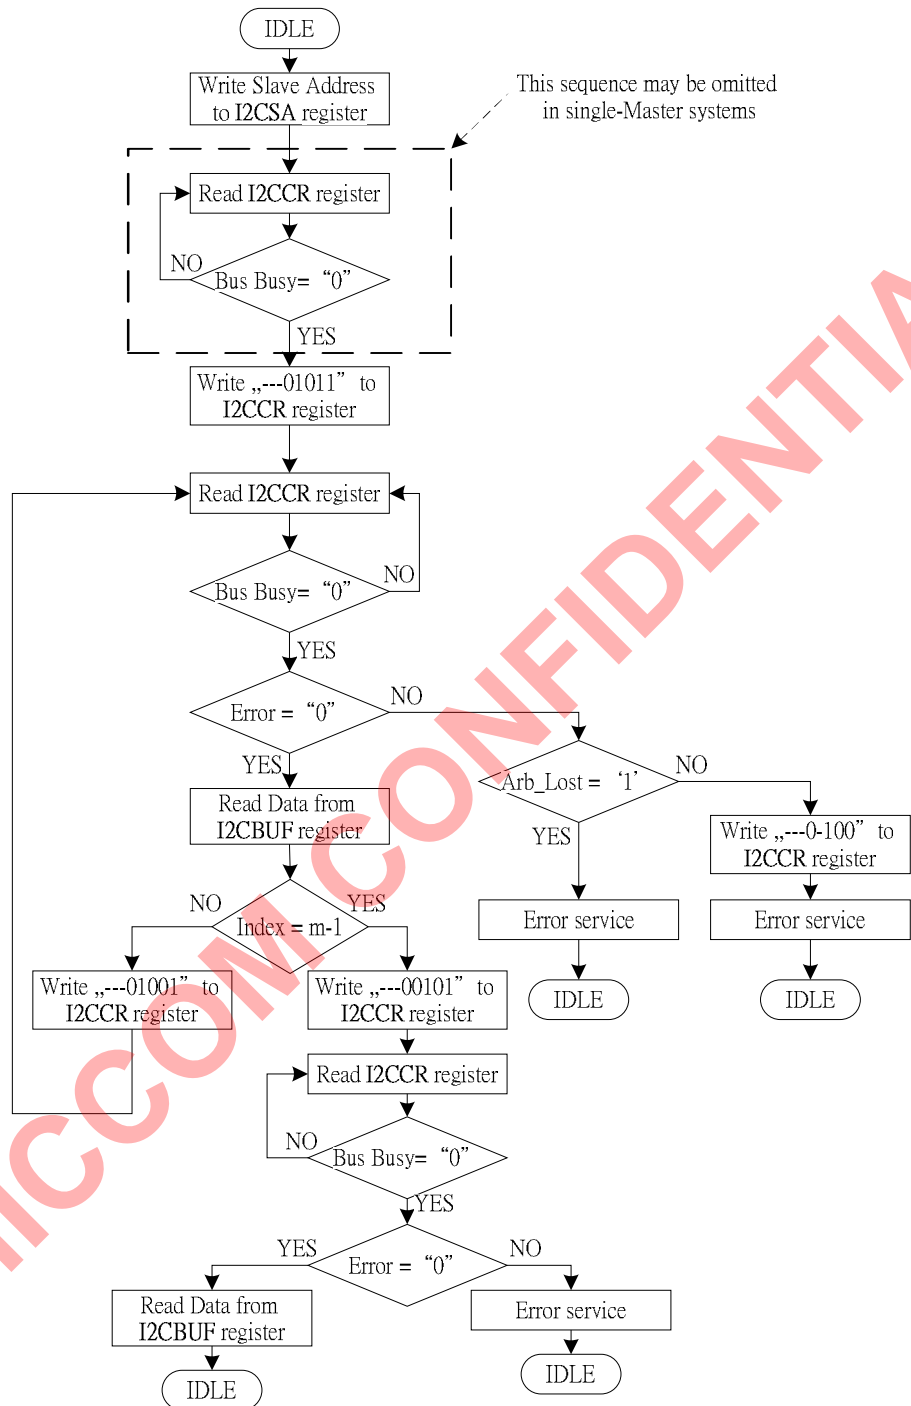 IDLE
Write Slave Address
to I2CSA register
This sequence may be omitted
in single-Master systems
Read I2CCR register
NO
Bus Busy= “0”
YES
Write „---01011” to
I2CCR register
Read I2CCR register
Bus Busy= “0”
NO
YES
Error = “0”
NO
YES
Arb_Lost = ‘1’
NO
YES
Read Data from
I2CBUF register
Write „---0-100” to
I2CCR register
NO
YES
Index = m-1
Error service
Error service
Write „---01001” to
I2CCR register
Write „---00101” to
I2CCR register
IDLE
IDLE
Read I2CCR register
NO
Bus Busy= “0”
YES
YES
Error = “0”
NO
Read Data from
I2CBUF register
Error service
IDLE
IDLE
ICCOM CONFIDENTIA